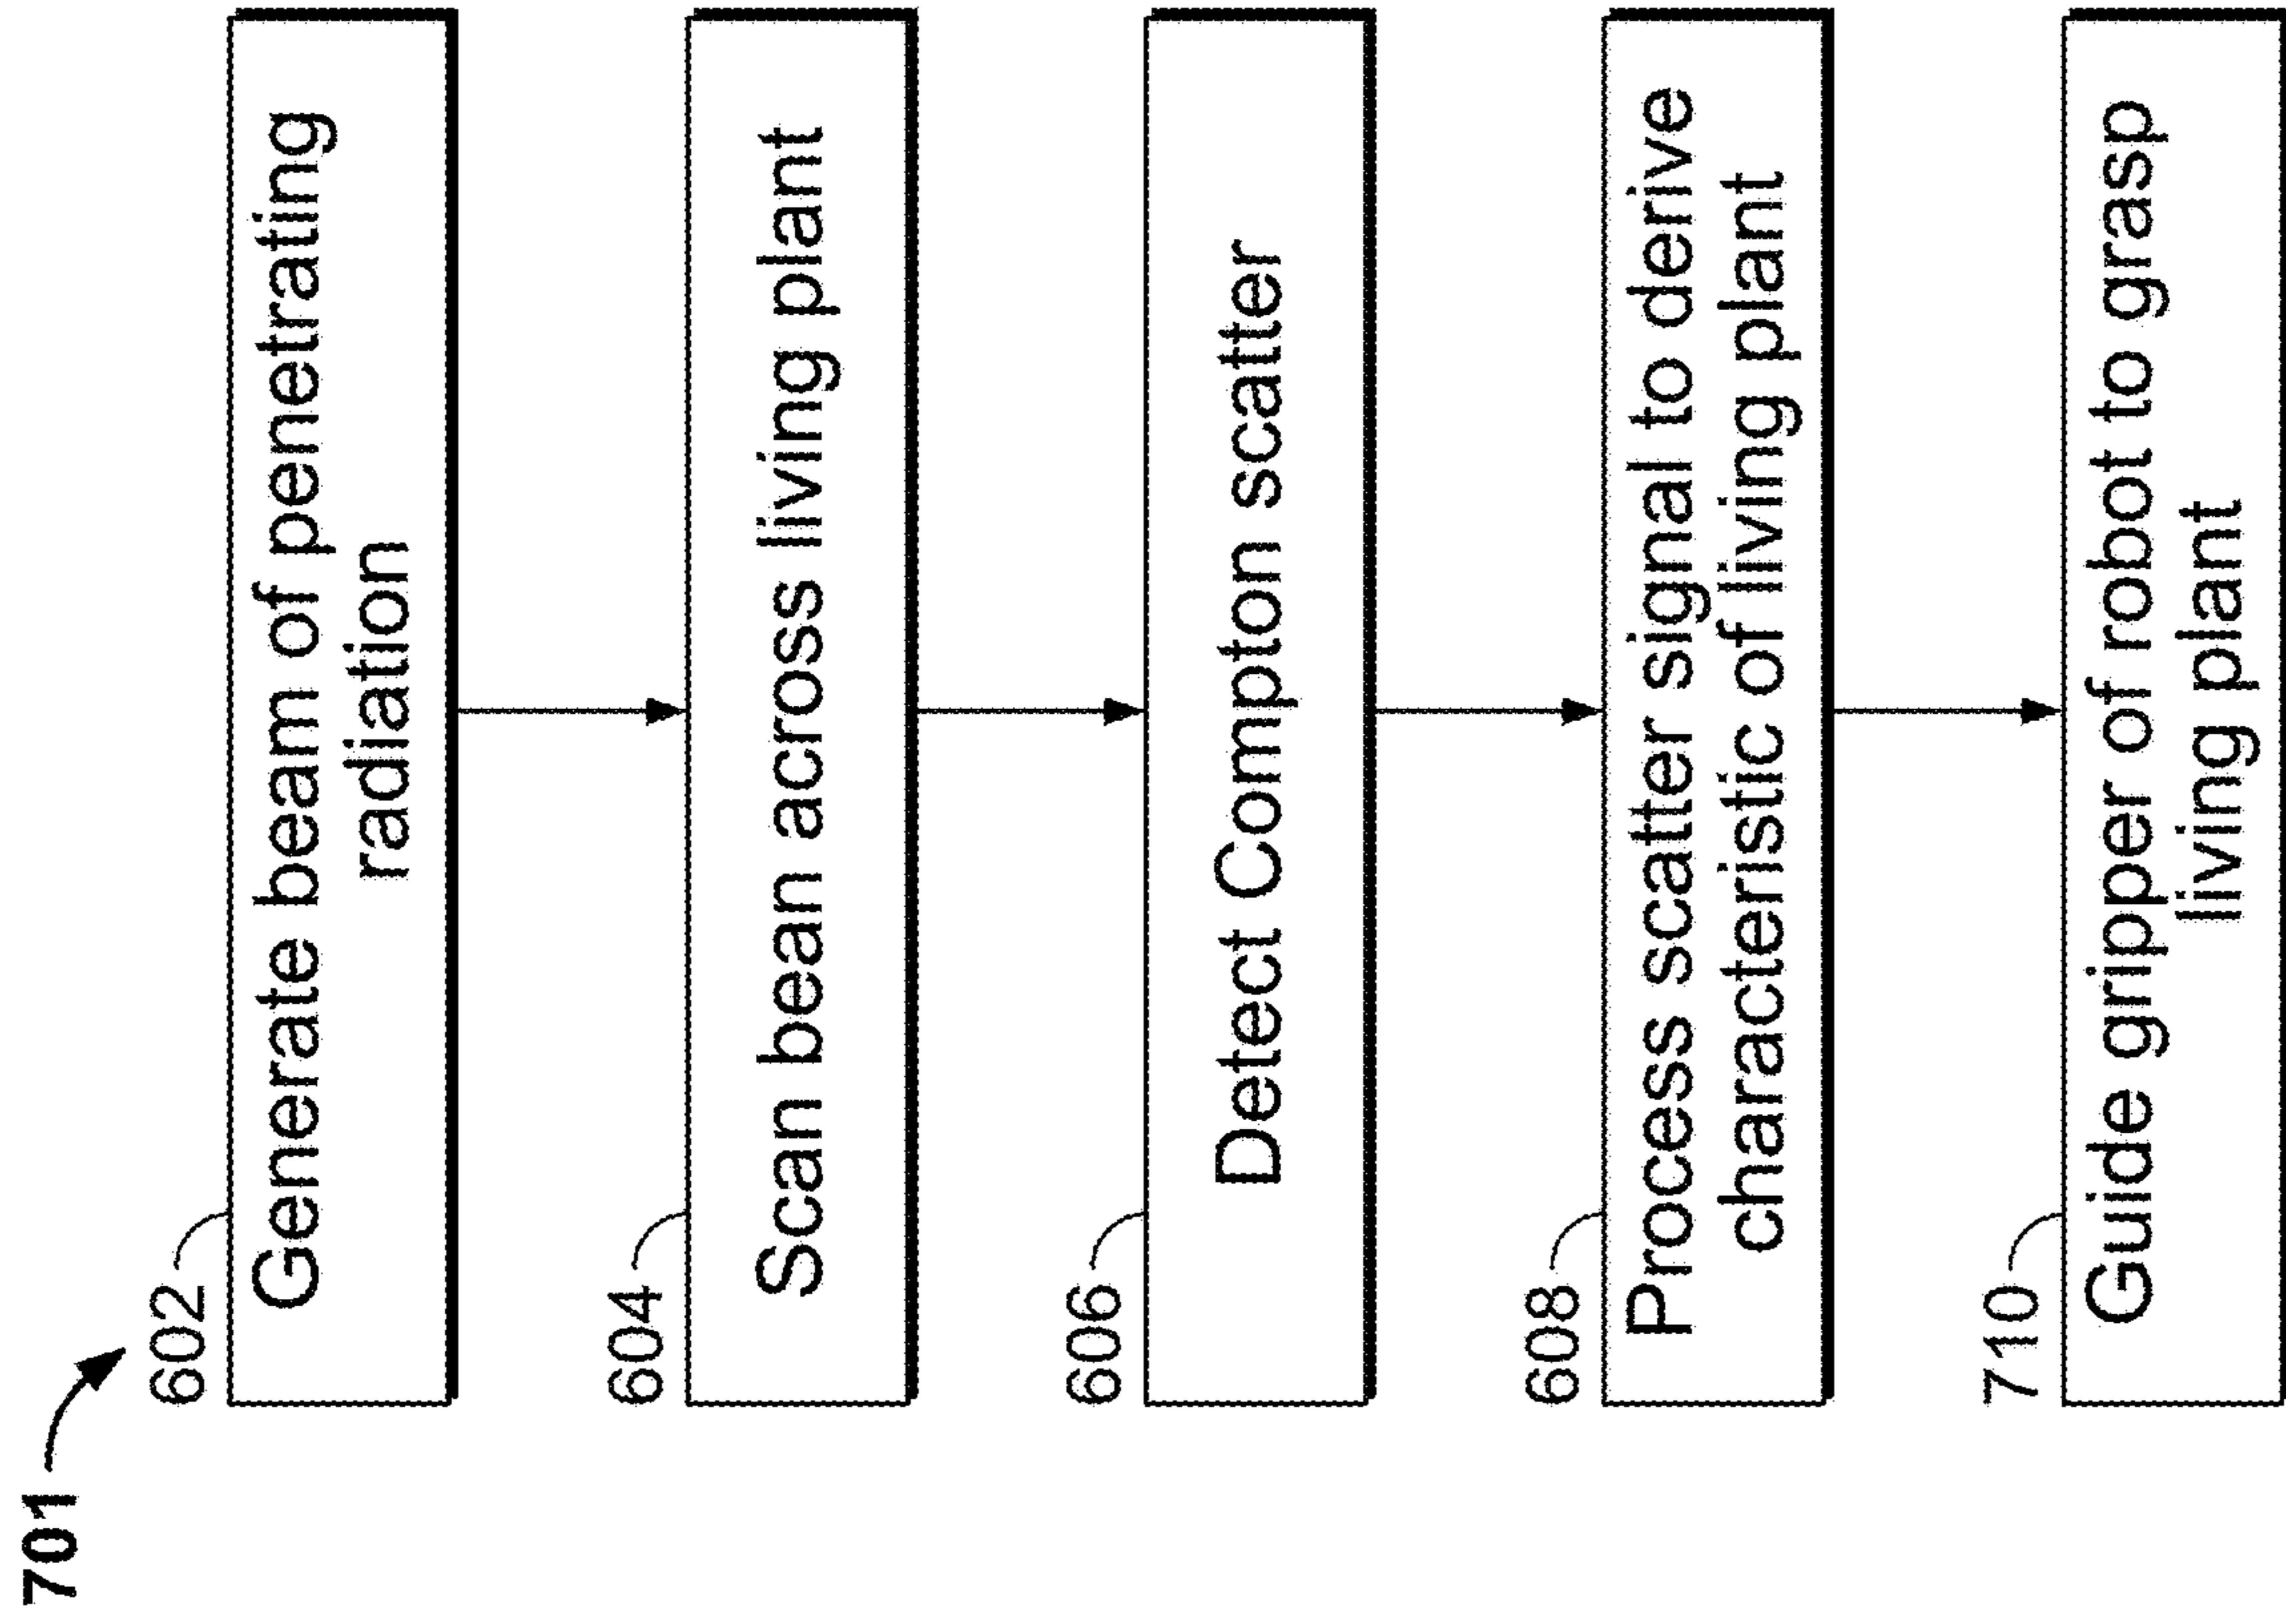 701
602
Generate beam of penetrating
radiation
604
Scan bean across living plant
606
Detect Compton scatter
608
Process scatter signal to derive
characteristic of living plant
710
Guide gripper of robot to grasp
living plant